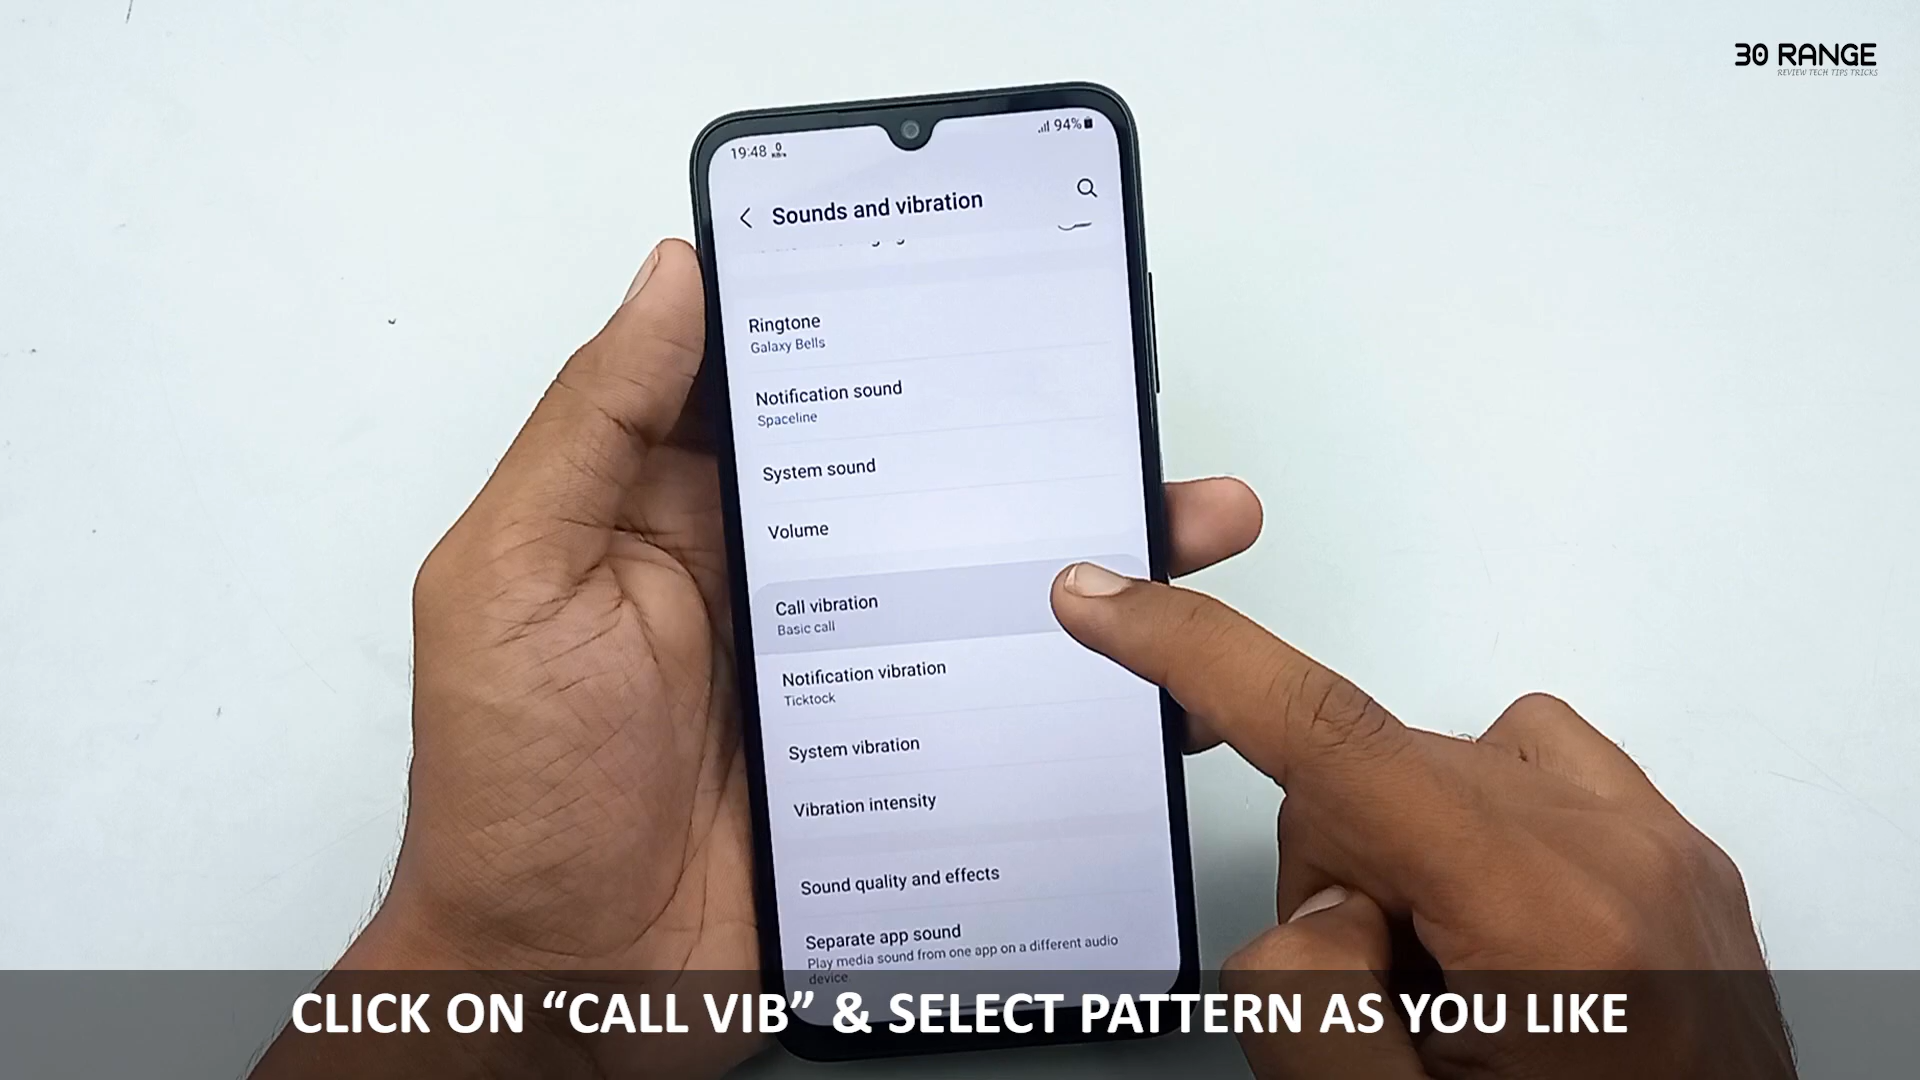 30 RANGE
REVIEW TECH TIPS TRICKS
19:48 0 KB/s
94%
Sounds and vibration
Ringtone
Galaxy Bells
Notification sound
Spaceline
System sound
Volume
Call vibration
Basic call
Notification vibration
Ticktock
System vibration
Vibration intensity
Sound quality and effects
Separate app sound
Play media sound from one app on a different audio
device
CLICK ON “CALL VIB” & SELECT PATTERN AS YOU LIKE